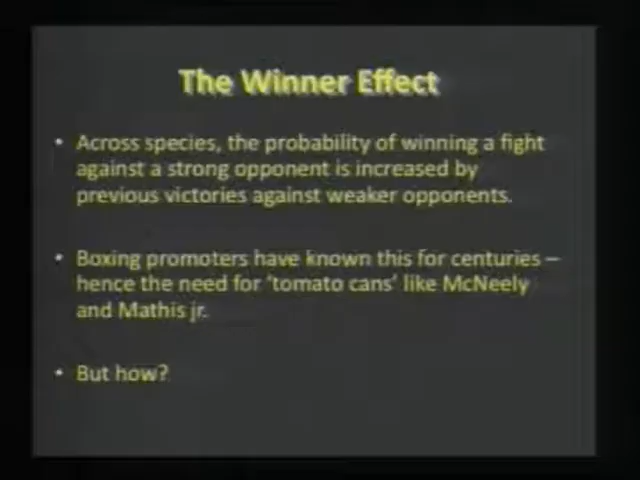 The Winner Effect
• Across species, the probability of winning a fight
against a strong opponent is increased by
previous victories against weaker opponents.
• Boxing promoters have known this for centuries –
hence the need for 'tomato cans' like McNeely
and Mathis jr.
• But how?